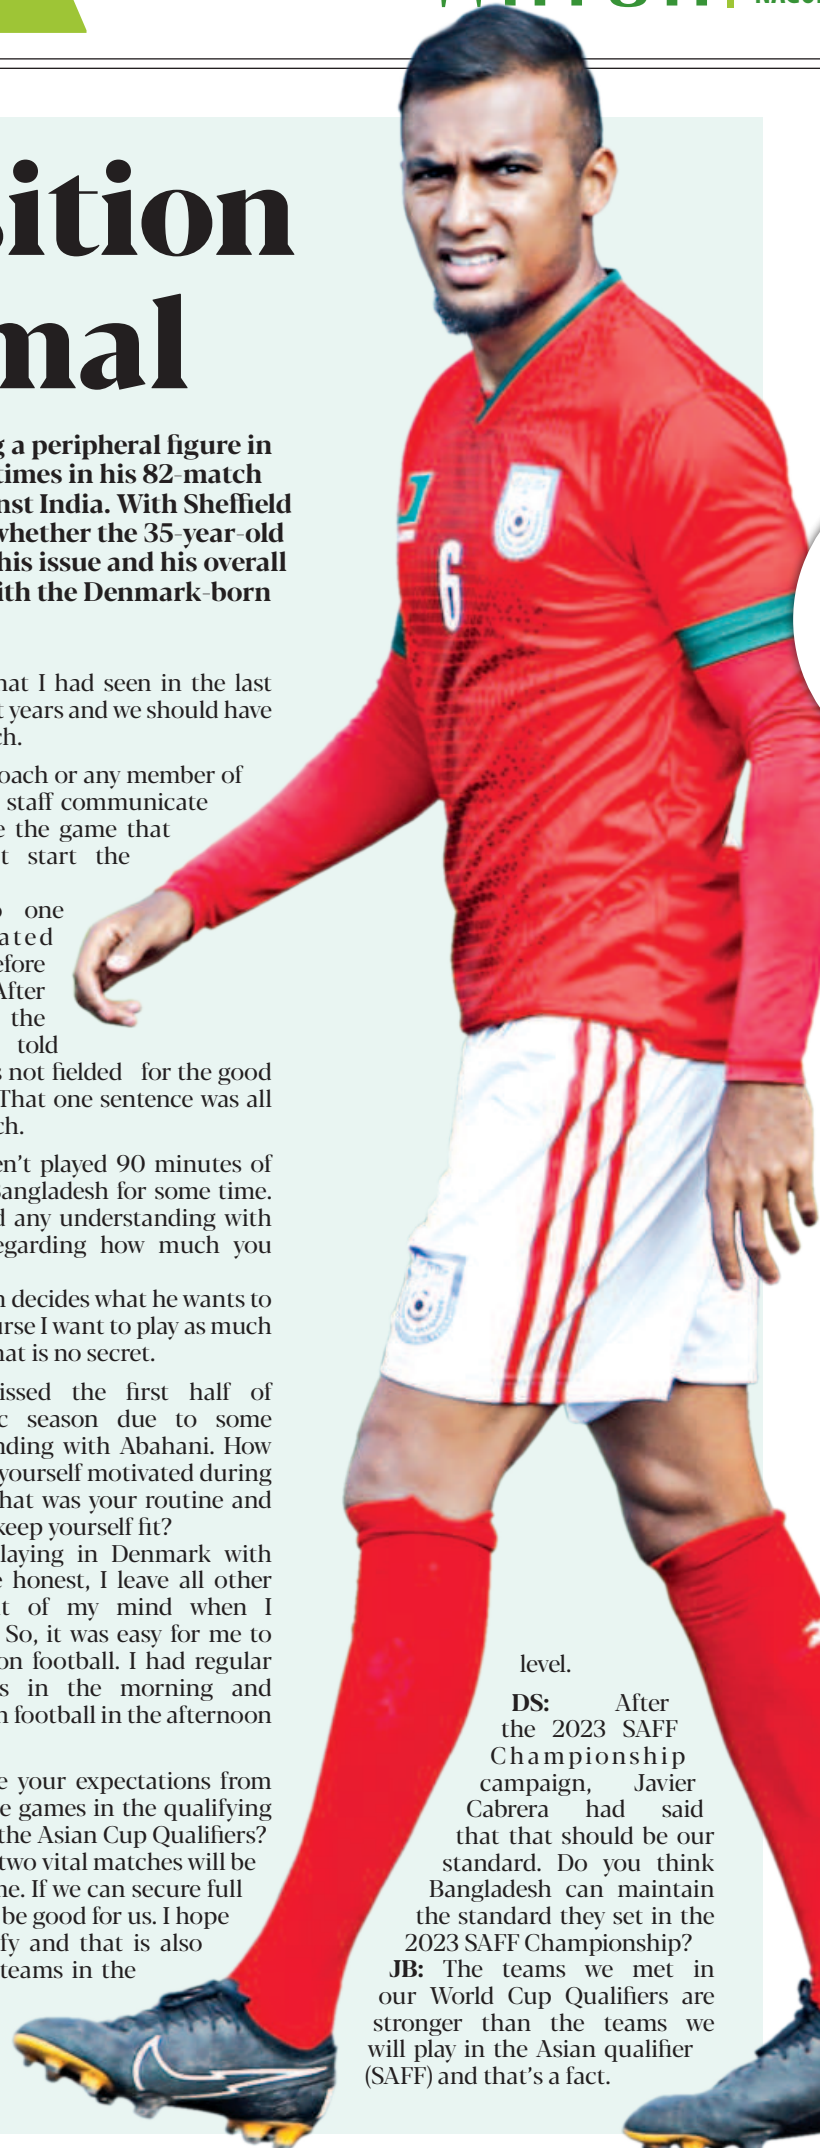 sition
mal
g a peripheral figure in
times in his 82-match
nst India. With Sheffield
whether the 35-year-old
his issue and his overall
ith the Denmark-born
hat I had seen in the last
t years and we should have
ch.
oach or any member of
staff communicate
e the game that
t start the
o one
ated
efore
After
the
told
s not fielded for the good
That one sentence was all
ch.
en't played 90 minutes of
Bangladesh for some time.
d any understanding with
egarding how much you
n decides what he wants to
urse I want to play as much
hat is no secret.
issed the first half of
c season due to some
nding with Abahani. How
yourself motivated during
hat was your routine and
keep yourself fit?
laying in Denmark with
e honest, I leave all other
t of my mind when I
So, it was easy for me to
on football. I had regular
s in the morning and
n football in the afternoon
e your expectations from
e games in the qualifying
the Asian Cup Qualifiers?
two vital matches will be
ne. If we can secure full
be good for us. I hope
fy and that is also
teams in the
6
level.
DS: After
the 2023 SAFF
Championship
campaign, Javier
Cabrera had said
that that should be our
standard. Do you think
Bangladesh can maintain
the standard they set in the
2023 SAFF Championship?
JB: The teams we met in
our World Cup Qualifiers are
stronger than the teams we
will play in the Asian qualifier
(SAFF) and that's a fact.